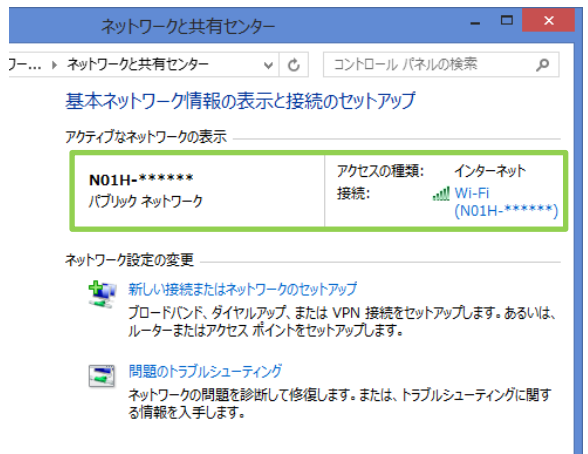 ネットワークと共有センター
ワー... ▸ ネットワークと共有センター
コントロール パネルの検索
基本ネットワーク情報の表示と接続のセットアップ
アクティブなネットワークの表示
N01H-******
パブリック ネットワーク
アクセスの種類: インターネット
接続: Wi-Fi
(N01H-******)
ネットワーク設定の変更
新しい接続またはネットワークのセットアップ
ブロードバンド、ダイヤルアップ、または VPN 接続をセットアップします。あるいは、
ルーターまたはアクセス ポイントをセットアップします。
問題のトラブルシューティング
ネットワークの問題を診断して修復します。または、トラブルシューティングに関す
る情報を入手します。